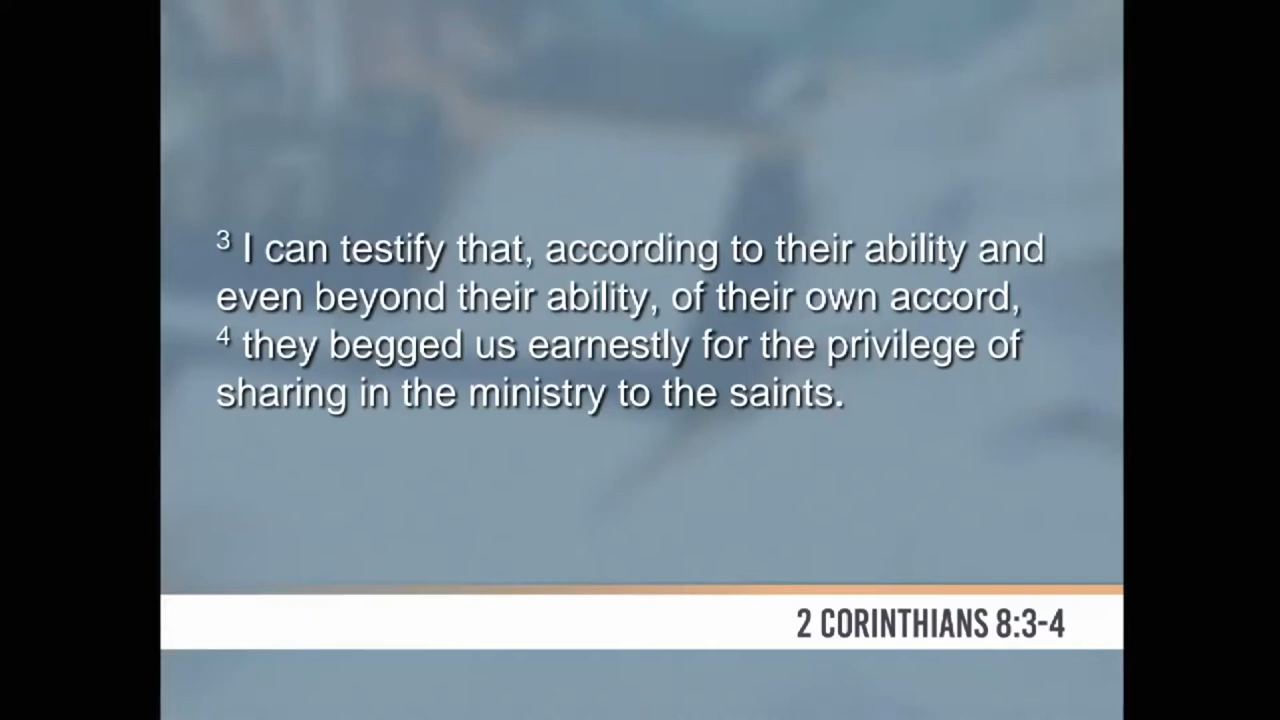 ³ I can testify that, according to their ability and
even beyond their ability, of their own accord,
⁴ they begged us earnestly for the privilege of
sharing in the ministry to the saints.
2 CORINTHIANS 8:3-4